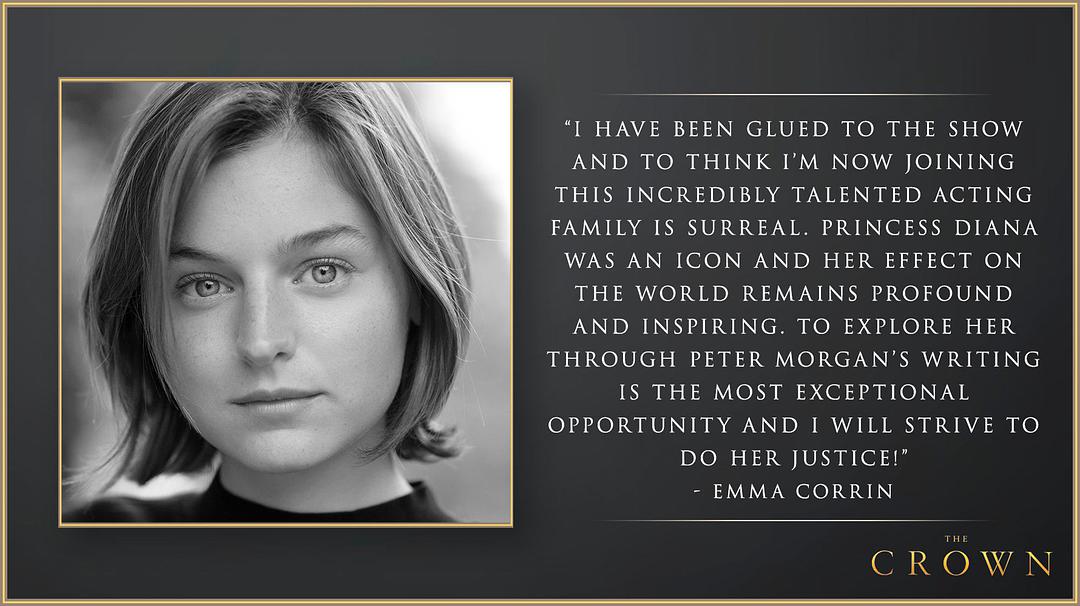 “I HAVE BEEN GLUED TO THE SHOW
AND TO THINK I’M NOW JOINING
THIS INCREDIBLY TALENTED ACTING
FAMILY IS SURREAL. PRINCESS DIANA
WAS AN ICON AND HER EFFECT ON
THE WORLD REMAINS PROFOUND
AND INSPIRING. TO EXPLORE HER
THROUGH PETER MORGAN’S WRITING
IS THE MOST EXCEPTIONAL
OPPORTUNITY AND I WILL STRIVE TO
DO HER JUSTICE!”
- EMMA CORRIN
THE
CROWN